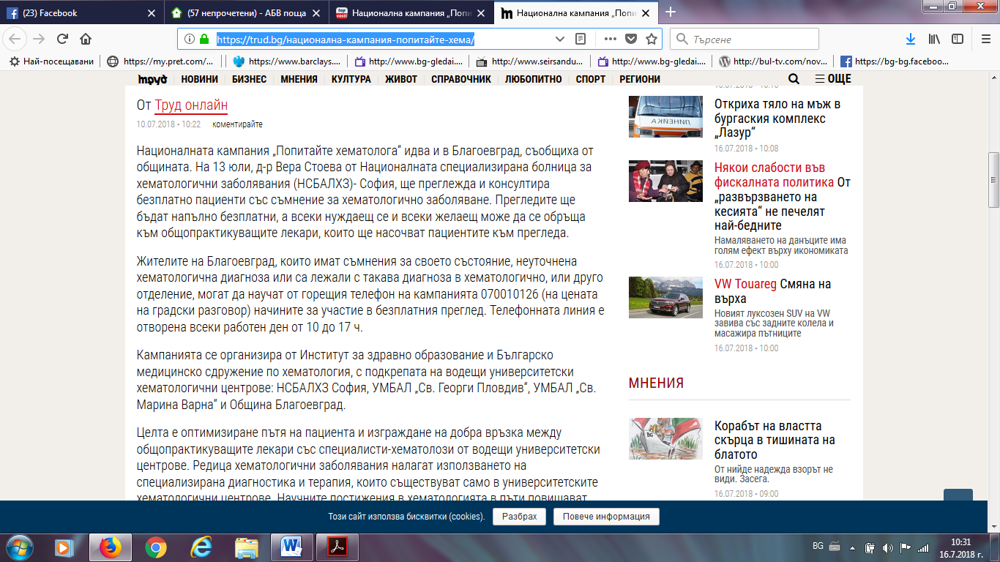 (23) Facebook
(57 непрочетени) - АБВ поща
top vesti
Национална кампания „Попи
Национална кампания „Попит
https://trud.bg/национална-кампания-попитайте-хема/
Търсене
Най-посещавани
https://my.pret.com/...
https://www.barclays....
http://www.bg-gledai....
http://www.seirsandu...
http://www.bg-gledai....
http://bul-tv.com/nov...
https://bg-bg.faceboo...
труд
НОВИНИ
БИЗНЕС
МНЕНИЯ
КУЛТУРА
ЖИВОТ
СПРАВОЧНИК
ЛЮБОПИТНО
СПОРТ
РЕГИОНИ
ОЩЕ
От Труд онлайн
10.07.2018 • 10:22 коментирайте
Националната кампания „Попитайте хематолога“ идва и в Благоевград, съобщиха от
общината. На 13 юли, д-р Вера Стоева от Националната специализирана болница за
хематологични заболявания (НСБАЛХЗ)- София, ще преглежда и консултира
безплатно пациенти със съмнение за хематологично заболяване. Прегледите ще
бъдат напълно безплатни, а всеки нуждаещ се и всеки желаещ може да се обръща
към общопрактикуващите лекари, които ще насочват пациентите към прегледа.
Жителите на Благоевград, които имат съмнения за своето състояние, неуточнена
хематологична диагноза или са лежали с такава диагноза в хематологично, или друго
отделение, могат да научат от горещия телефон на кампанията 070010126 (на цената
на градски разговор) начините за участие в безплатния преглед. Телефонната линия е
отворена всеки работен ден от 10 до 17 ч.
Кампанията се организира от Институт за здравно образование и Българско
медицинско сдружение по хематология, с подкрепата на водещи университетски
хематологични центрове: НСБАЛХЗ София, УМБАЛ „Св. Георги Пловдив“, УМБАЛ „Св.
Марина Варна“ и Община Благоевград.
Целта е оптимизиране пътя на пациента и изграждане на добра връзка между
общопрактикуващите лекари със специалисти-хематолози от водещи университетски
центрове. Редица хематологични заболявания налагат използването на
специализирана диагностика и терапия, които съществуват само в университетските
хематологични центрове. Научните постижения в хематологията в пъти повишават
ЛИНЕЙКА
Откриха тяло на мъж в
бургаския комплекс
„Лазур“
16.07.2018 • 10:08
Някои слабости във
фискалната политика От
„развързването на
кесията“ не печелят
най-бедните
Намаляването на данъците има
голям ефект върху икономиката
16.07.2018 • 10:00
VW Touareg Смяна на
върха
Новият луксозен SUV на VW
завива със задните колела и
масажира пътниците
16.07.2018 • 10:00
МНЕНИЯ
BG
Корабът на властта
скърца в тишината на
блатото
От нийде надежда взорът не
види. Засега.
16.07.2018 • 09:00
Този сайт използва бисквитки (cookies).
Разбрах
Повече информация
BG
10:31
16.7.2018 г.